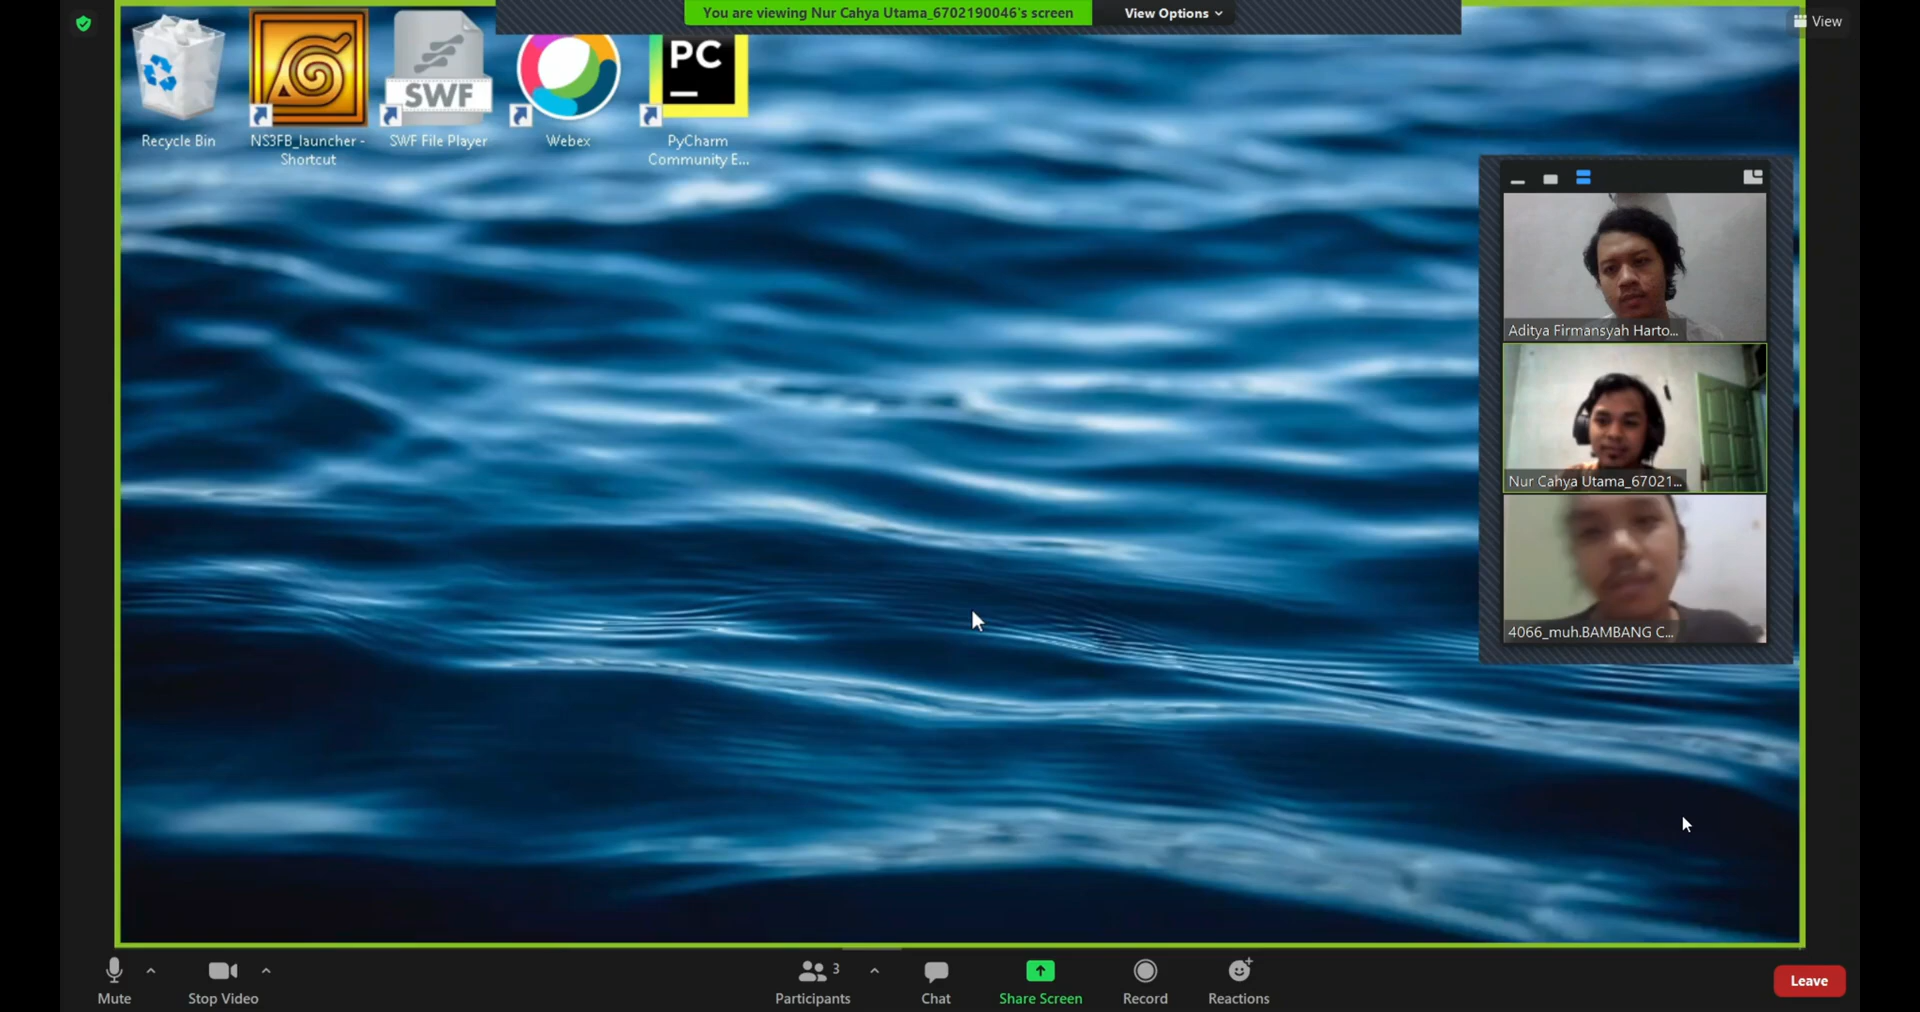 You are viewing Nur Cahya Utama_6702190046's screen
View Options
View
PC
SWF
Recycle Bin
NS3FB_launcher -
Shortcut
SWF File Player
Webex
PyCharm
Community E...
Aditya Firmansyah Harto...
Nur Cahya Utama_67021...
4066_muh.BAMBANG C...
Mute
Stop Video
3
Participants
Chat
Share Screen
Record
Reactions
Leave